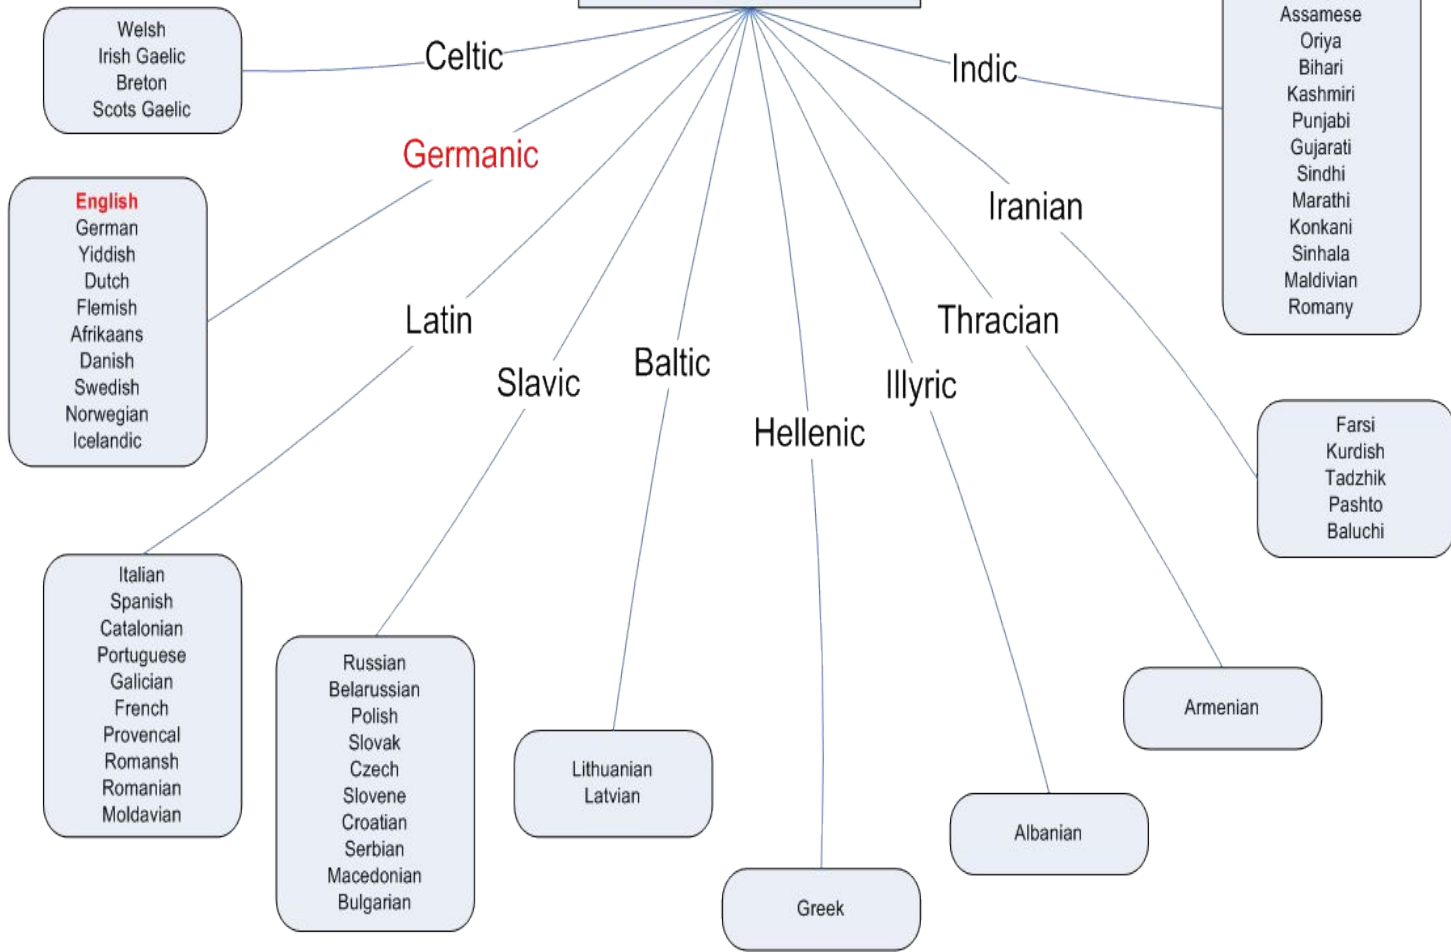 Celtic
Welsh
Irish Gaelic
Breton
Scots Gaelic
Germanic
English
German
Yiddish
Dutch
Flemish
Afrikaans
Danish
Swedish
Norwegian
Icelandic
Latin
Italian
Spanish
Catalonian
Portuguese
Galician
French
Provencal
Romansh
Romanian
Moldavian
Slavic
Russian
Belarussian
Polish
Slovak
Czech
Slovene
Croatian
Serbian
Macedonian
Bulgarian
Baltic
Lithuanian
Latvian
Hellenic
Greek
Illyric
Albanian
Thracian
Armenian
Iranian
Farsi
Kurdish
Tadzhik
Pashto
Baluchi
Indic
Assamese
Oriya
Bihari
Kashmiri
Punjabi
Gujarati
Sindhi
Marathi
Konkani
Sinhala
Maldivian
Romany